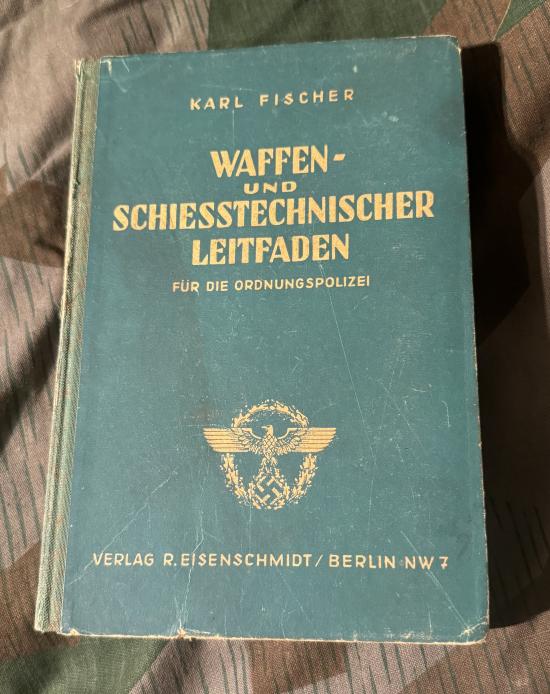 KARL FISCHER
WAFFEN-
UND
SCHIESSTECHNISCHER
LEITFADEN
FÜR DIE ORDNUNGSPOLIZEI
VERLAG R. EISENSCHMIDT / BERLIN NW 7